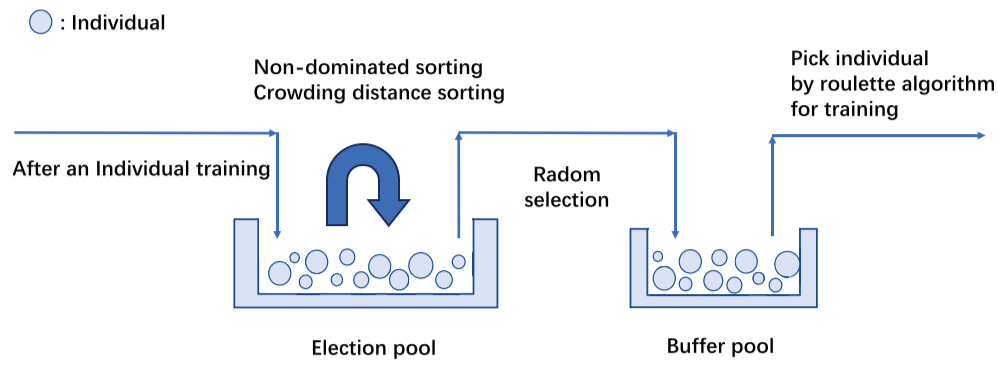 : Individual
Non-dominated sorting
Crowding distance sorting
Pick individual
by roulette algorithm
for training
After an Individual training
Radom
selection
Election pool
Buffer pool